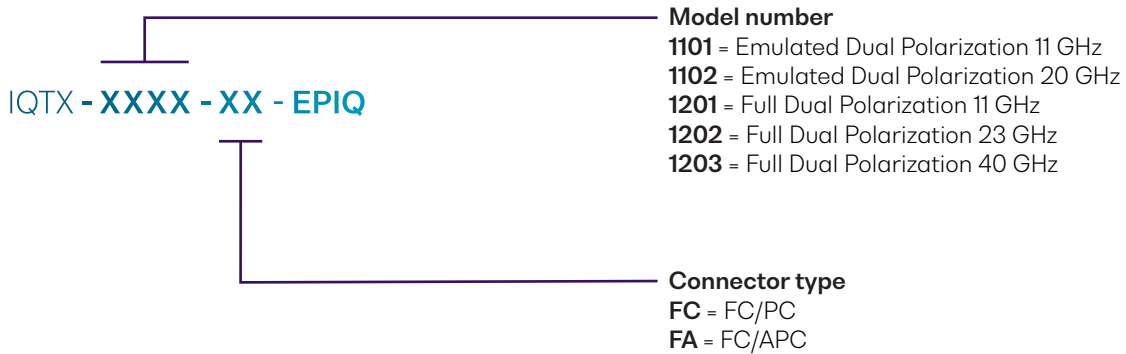 Model number
1101 = Emulated Dual Polarization 11 GHz
1102 = Emulated Dual Polarization 20 GHz
1201 = Full Dual Polarization 11 GHz
1202 = Full Dual Polarization 23 GHz
1203 = Full Dual Polarization 40 GHz
IQTX - XXXX - XX - EPIQ
Connector type
FC = FC/PC
FA = FC/APC